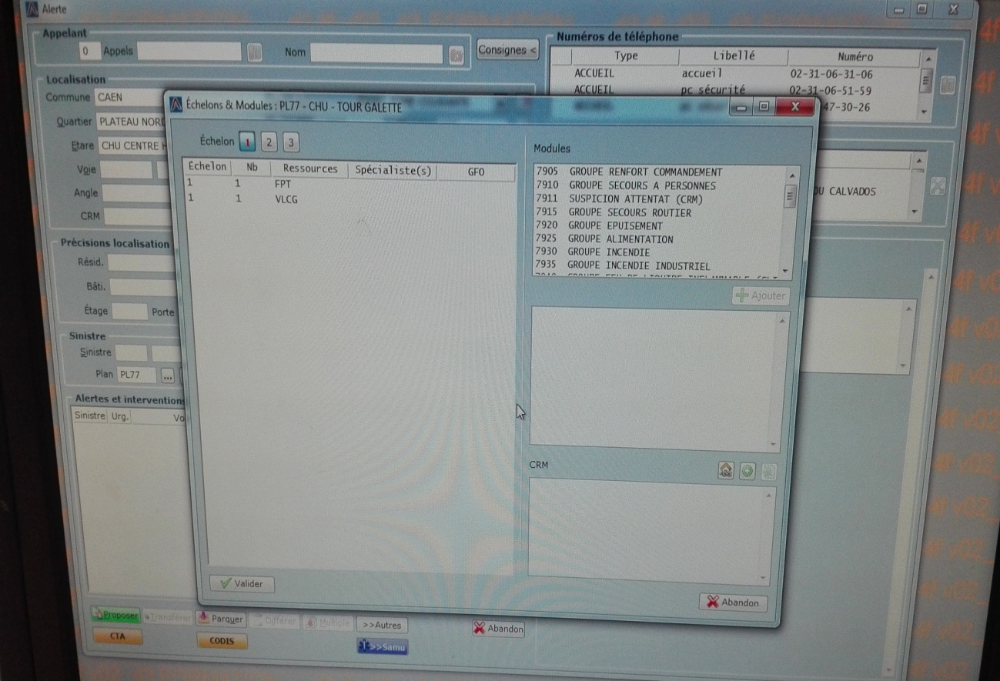 Alerte
Appelant
0 Appels
Nom
Consignes <
Numéros de téléphone
Type Libellé Numéro
ACCUEIL accueil 02-31-06-31-06
ACCUEIL pc sécurité 02-31-06-51-59
47-30-26
Localisation
Commune CAEN
Quartier PLATEAU NORD
Etare CHU CENTRE H
Voie
Angle
CRM
DU CALVADOS
Précisions localisation
Résid.
Bâti.
Étage Porte
Sinistre
Sinistre
Plan PL77 ...
Alertes et interventions
Sinistre Urg. Vo
Échelons & Modules : PL77 - CHU - TOUR GALETTE
Échelon 1 2 3
Échelon Nb Ressources Spécialiste(s) GFO
1 1 FPT
1 1 VLCG
Modules
7905 GROUPE RENFORT COMMANDEMENT
7910 GROUPE SECOURS A PERSONNES
7911 SUSPICION ATTENTAT (CRM)
7915 GROUPE SECOURS ROUTIER
7920 GROUPE EPUISEMENT
7925 GROUPE ALIMENTATION
7930 GROUPE INCENDIE
7935 GROUPE INCENDIE INDUSTRIEL
Ajouter
CRM
Valider
Abandon
Proposer Transférer Parquer Différer Multiple >>Autres Abandon
CTA CODIS >>Samu
4f v02